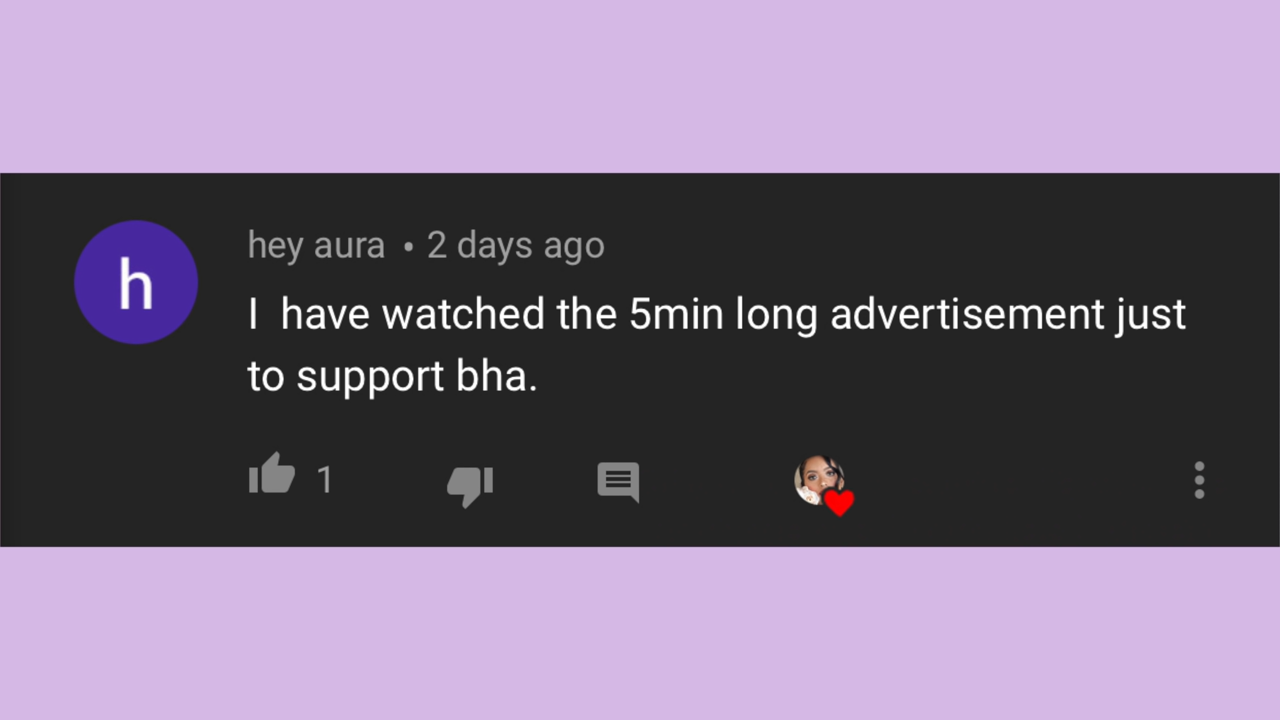 h
hey aura • 2 days ago
I  have watched the 5min long advertisement just
to support bha.
1